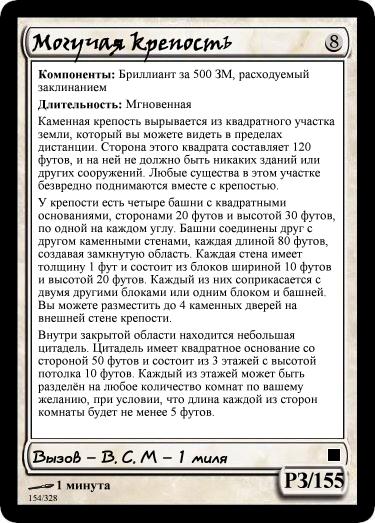 Могучая крепость
8
Компоненты: Бриллиант за 500 ЗМ, расходуемый
заклинанием
Длительность: Мгновенная
Каменная крепость вырывается из квадратного участка
земли, который вы можете видеть в пределах
дистанции. Сторона этого квадрата составляет 120
футов, и на ней не должно быть никаких зданий или
других сооружений. Любые существа в этом участке
безвредно поднимаются вместе с крепостью.
У крепости есть четыре башни с квадратными
основаниями, сторонами 20 футов и высотой 30 футов,
по одной на каждом углу. Башни соединены друг с
другом каменными стенами, каждая длиной 80 футов,
создавая замкнутую область. Каждая стена имеет
толщину 1 фут и состоит из блоков шириной 10 футов
и высотой 20 футов. Каждый из них соприкасается с
двумя другими блоками или одним блоком и башней.
Вы можете разместить до 4 каменных дверей на
внешней стене крепости.
Внутри закрытой области находится небольшая
цитадель. Цитадель имеет квадратное основание со
стороной 50 футов и состоит из 3 этажей с высотой
потолка 10 футов. Каждый из этажей может быть
разделён на любое количество комнат по вашему
желанию, при условии, что длина каждой из сторон
комнаты будет не менее 5 футов.
Вызов – В, С, М – 1 миля
1 минута
РЗ/155
154/328